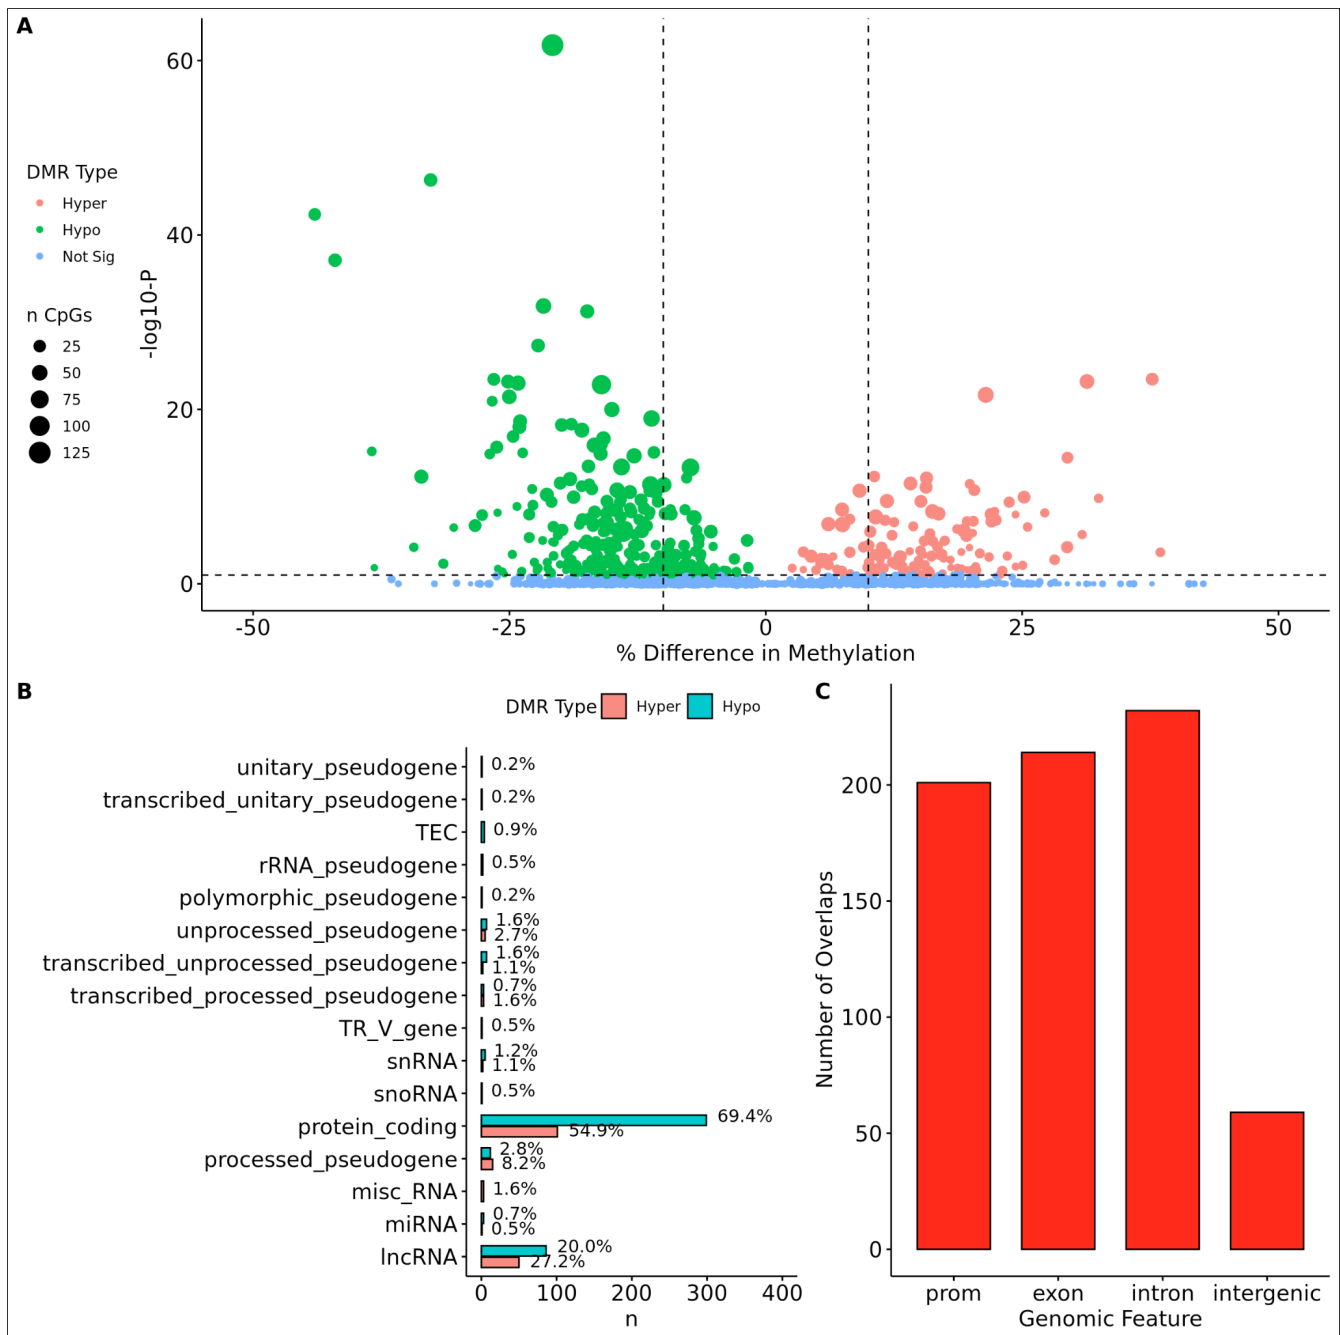 A
60
40
20
0
-log10-P
DMR Type
Hyper
Hypo
Not Sig
n CpGs
25
50
75
100
125
-50 -25 0 25 50
% Difference in Methylation
B
DMR Type Hyper Hypo
unitary_pseudogene 0.2%
transcribed_unitary_pseudogene 0.2%
TEC 0.9%
rRNA_pseudogene 0.5%
polymorphic_pseudogene 0.2%
unprocessed_pseudogene 1.6%
2.7%
transcribed_unprocessed_pseudogene 1.6%
1.1%
transcribed_processed_pseudogene 0.7%
1.6%
TR_V_gene 0.5%
snRNA 1.2%
1.1%
snoRNA 0.5%
protein_coding 69.4%
54.9%
processed_pseudogene 2.8%
8.2%
misc_RNA 1.6%
miRNA 0.7%
0.5%
lncRNA 20.0%
27.2%
0 100 200 300 400
n
C
Number of Overlaps
200
150
100
50
0
prom exon intron intergenic
Genomic Feature